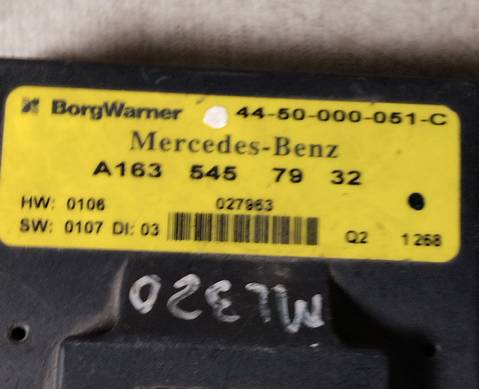 BorgWarner 44-50-000-051-C
Mercedes-Benz
A163 545 79 32
HW: 0106 027963
SW: 0107 DI: 03 Q2 1268
ML320